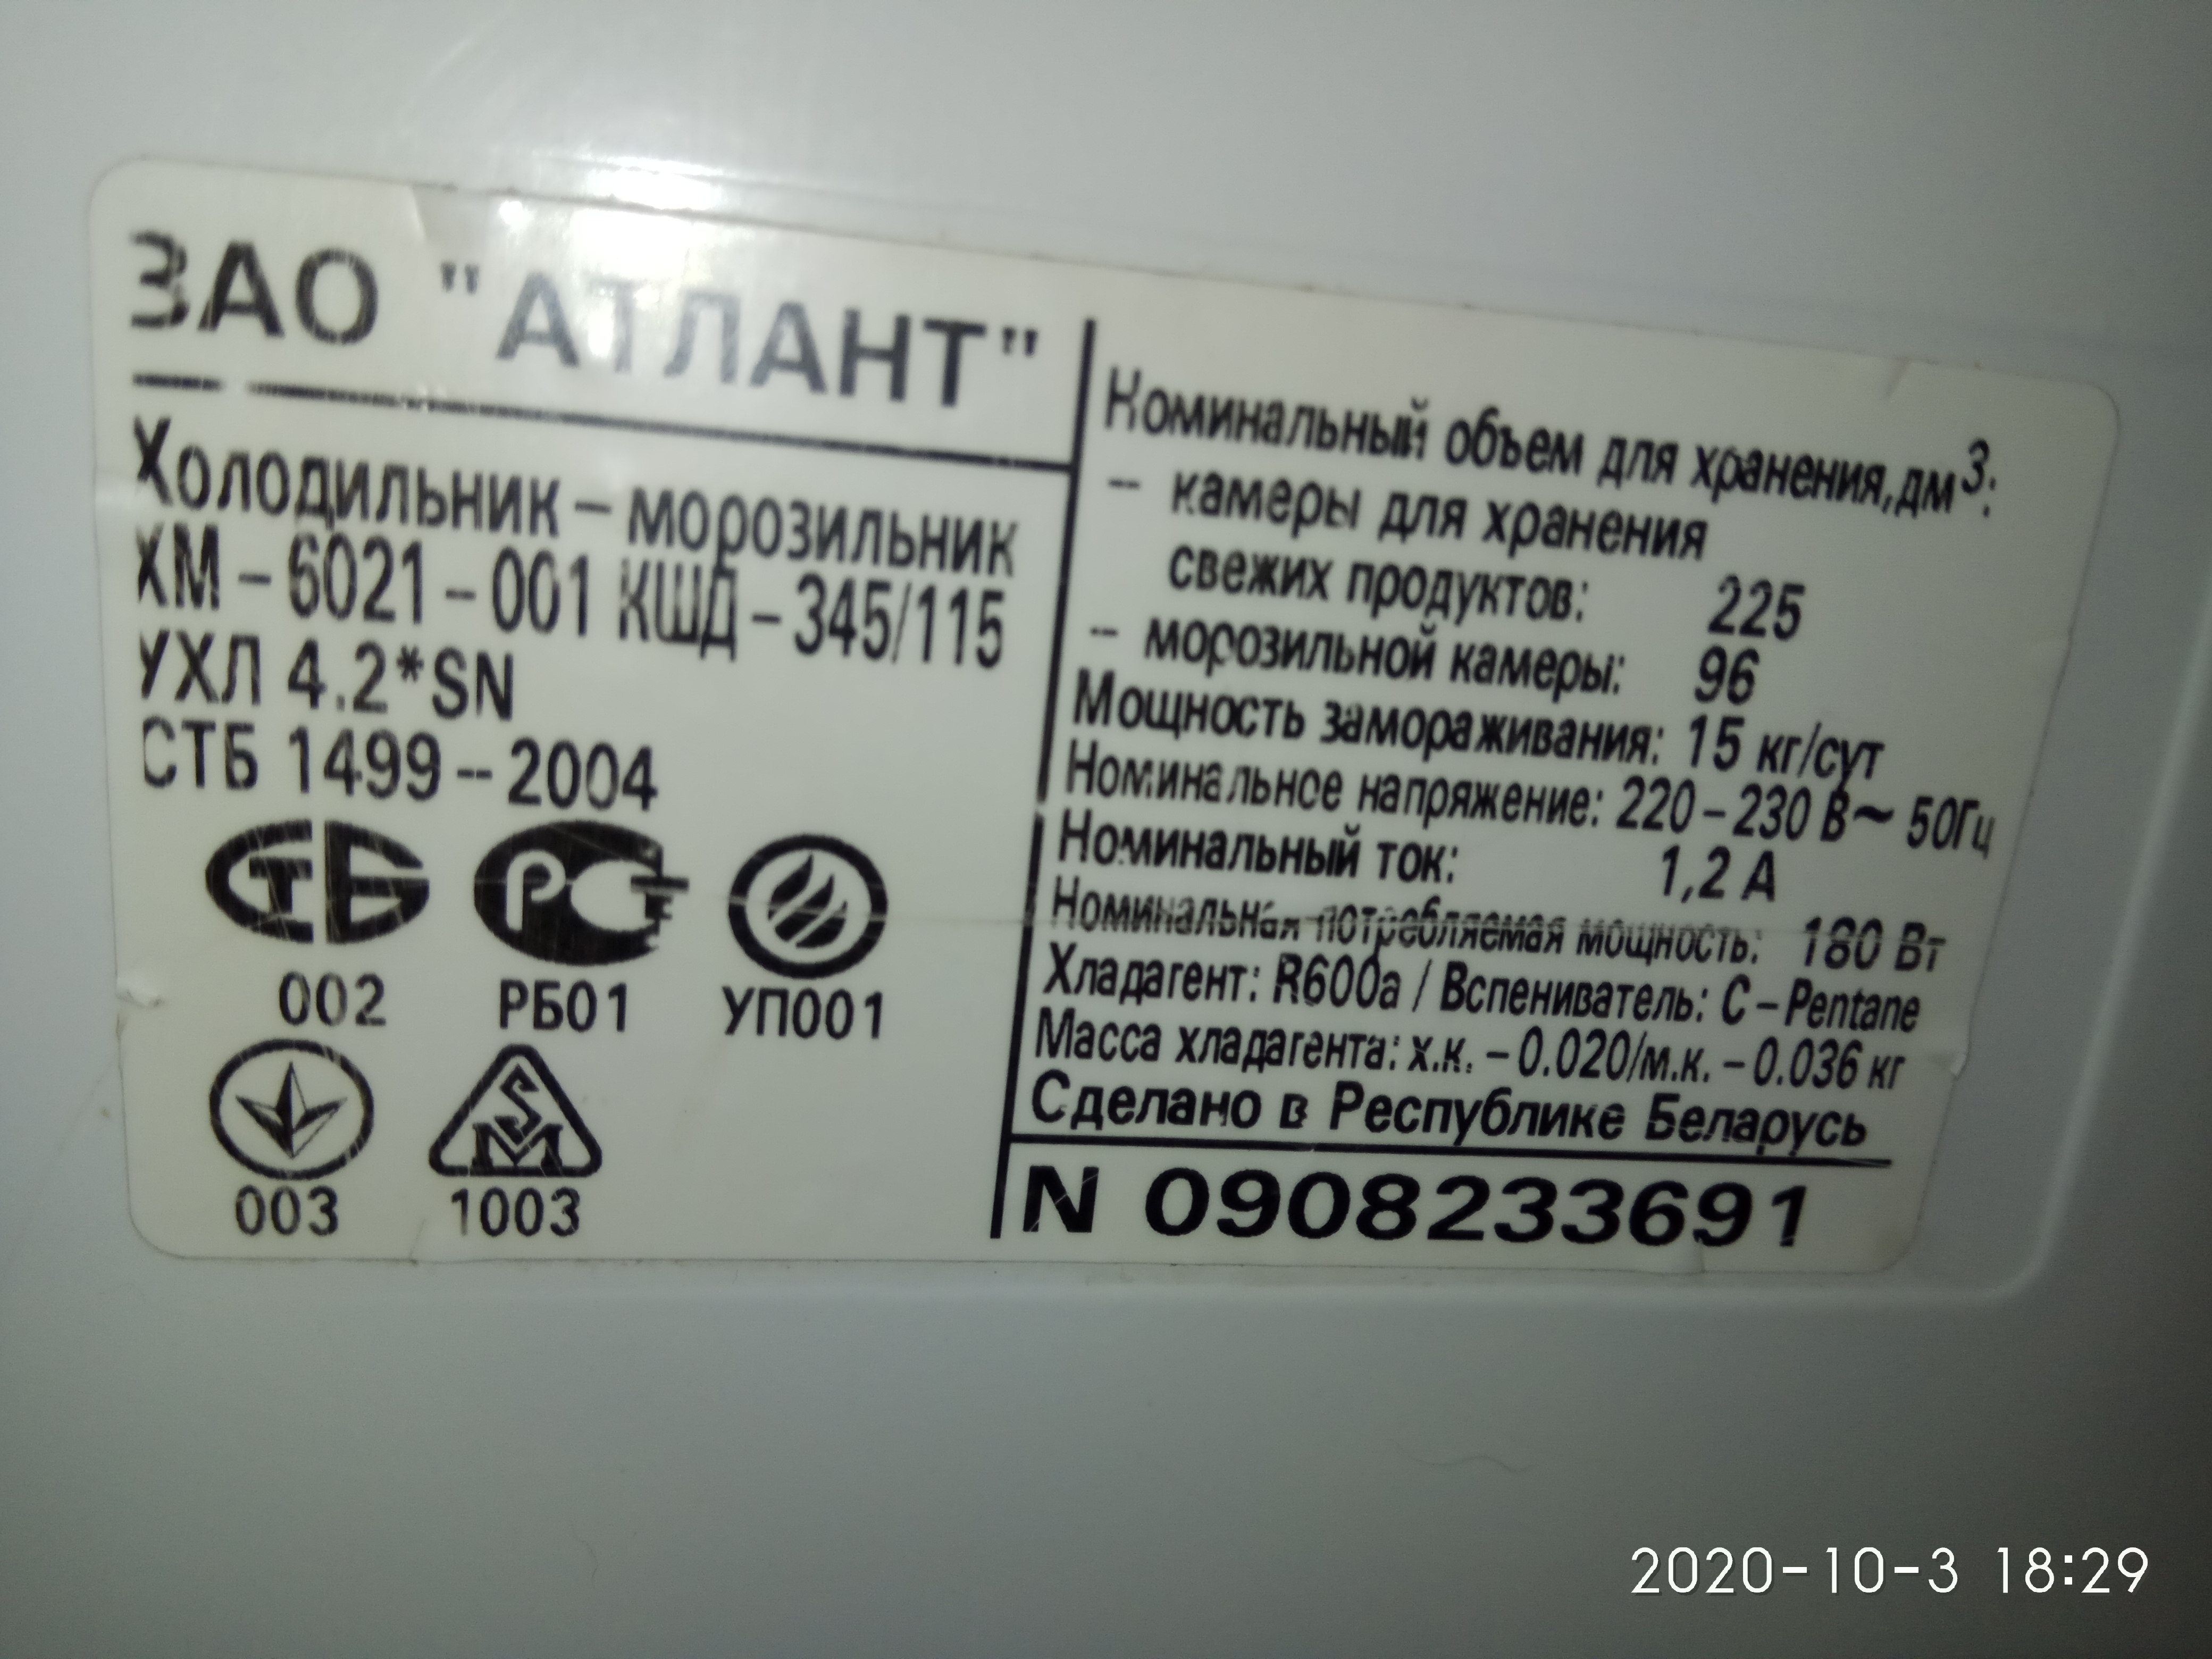 ЗАО "АТЛАНТ"
Холодильник – морозильник
ХМ – 6021 – 001 КШД – 345/115
УХЛ 4.2*SN
СТБ 1499 – 2004
СТБ РС
002 РБ01 УП001
SM
003 1003
Номинальный объем для хранения, дм³:
– камеры для хранения
свежих продуктов: 225
– морозильной камеры: 96
Мощность замораживания: 15 кг/сут
Номинальное напряжение: 220 – 230 В~ 50Гц
Номинальный ток: 1,2 А
Номинальная потребляемая мощность: 180 Вт
Хладагент: R600a / Вспениватель: C – Pentane
Масса хладагента: х.к. – 0.020/м.к. – 0.036 кг
Сделано в Республике Беларусь
N 0908233691
2020-10-3 18:29